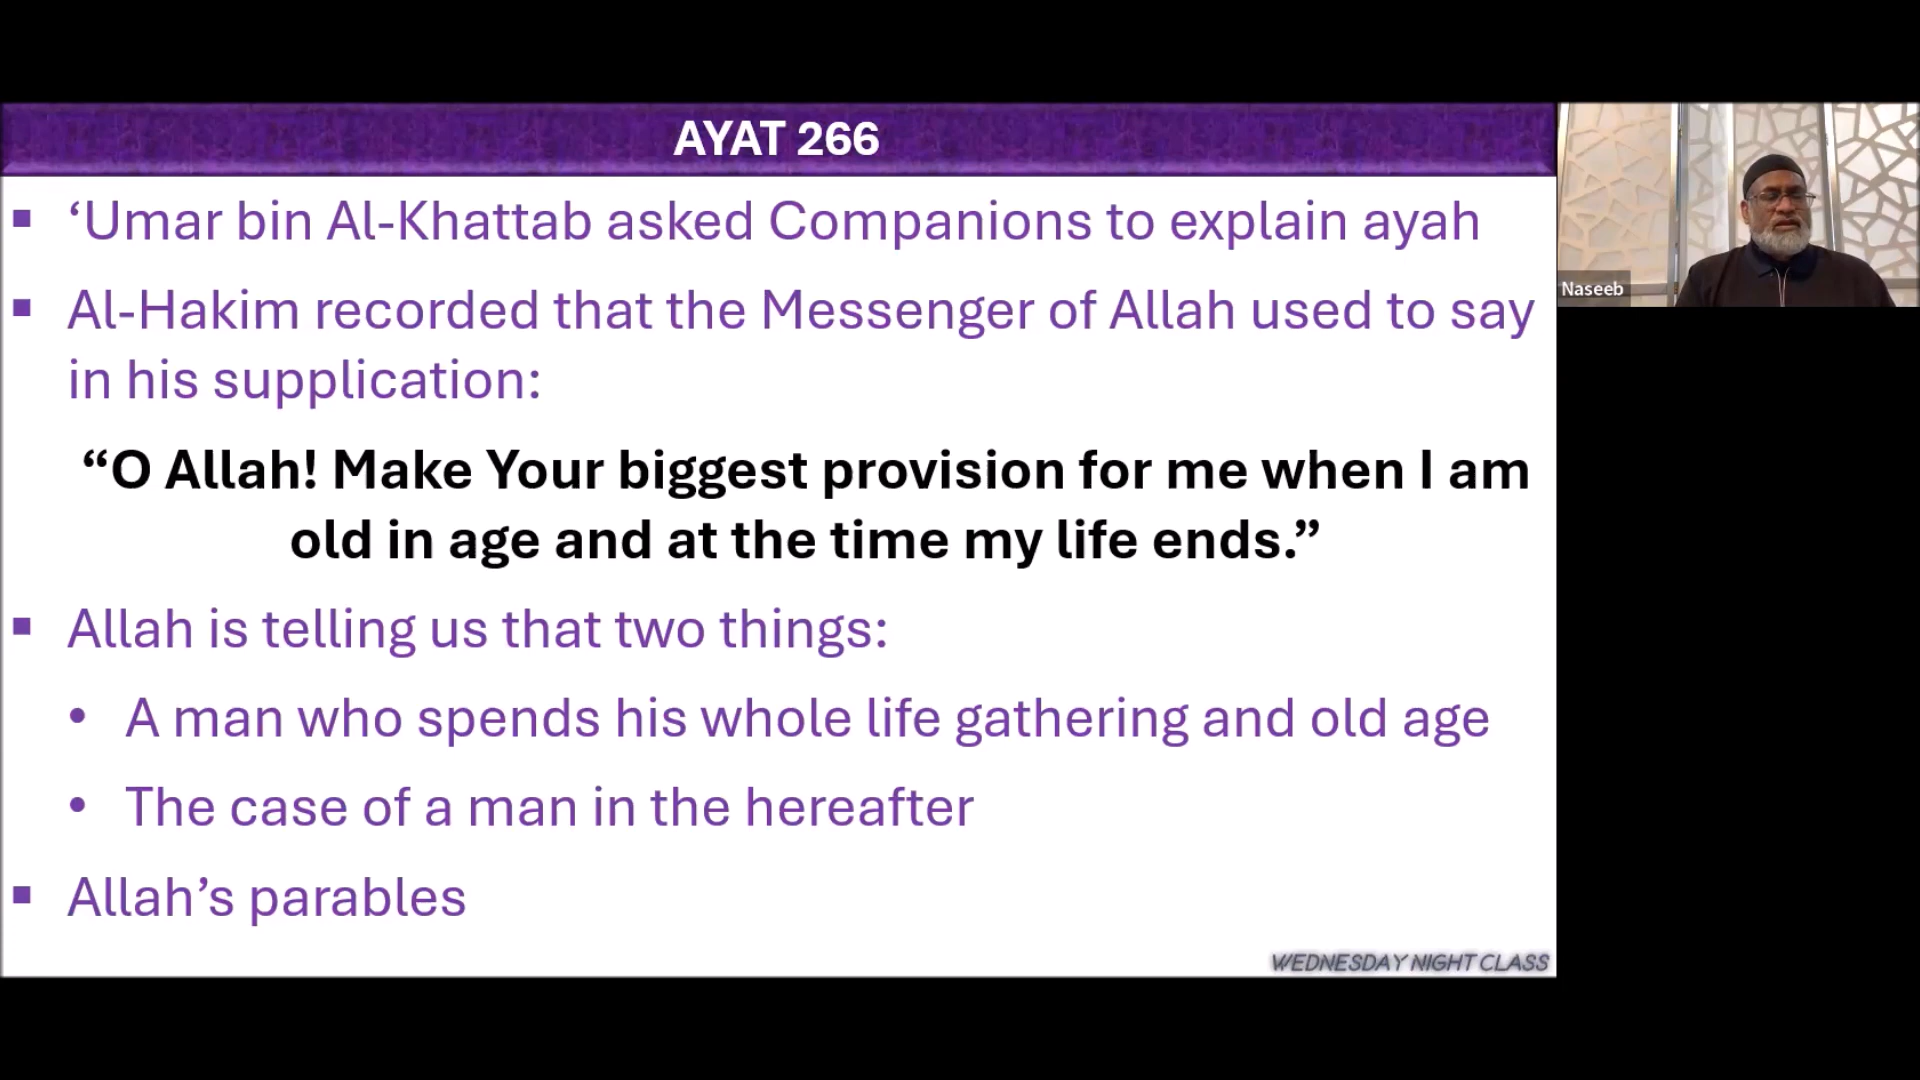 AYAT 266
‘Umar bin Al-Khattab asked Companions to explain ayah
Al-Hakim recorded that the Messenger of Allah used to say
in his supplication:
“O Allah! Make Your biggest provision for me when I am
old in age and at the time my life ends.”
Allah is telling us that two things:
A man who spends his whole life gathering and old age
The case of a man in the hereafter
Allah’s parables
WEDNESDAY NIGHT CLASS
Naseeb